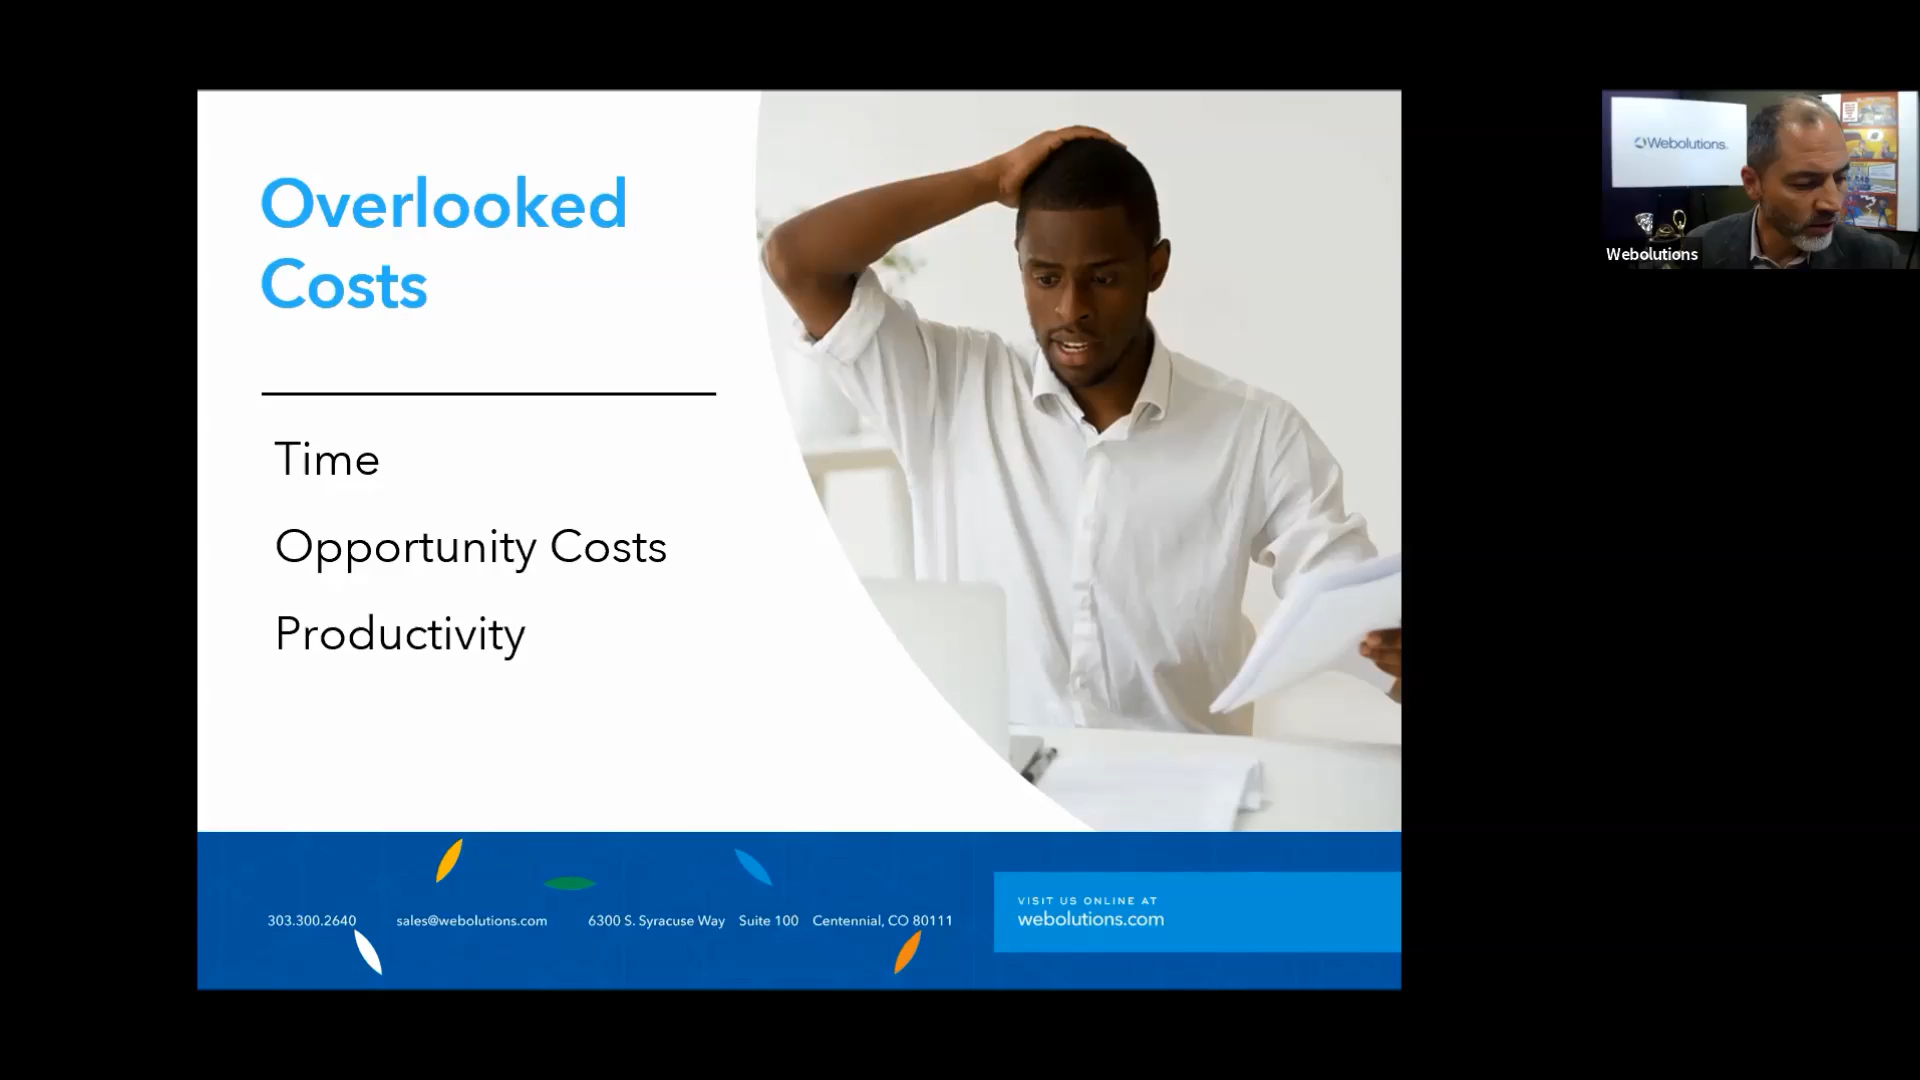 Overlooked
Costs
Time
Opportunity Costs
Productivity
303.300.2640 sales@webolutions.com 6300 S. Syracuse Way Suite 100 Centennial, CO 80111
VISIT US ONLINE AT
webolutions.com
Webolutions
Webolutions